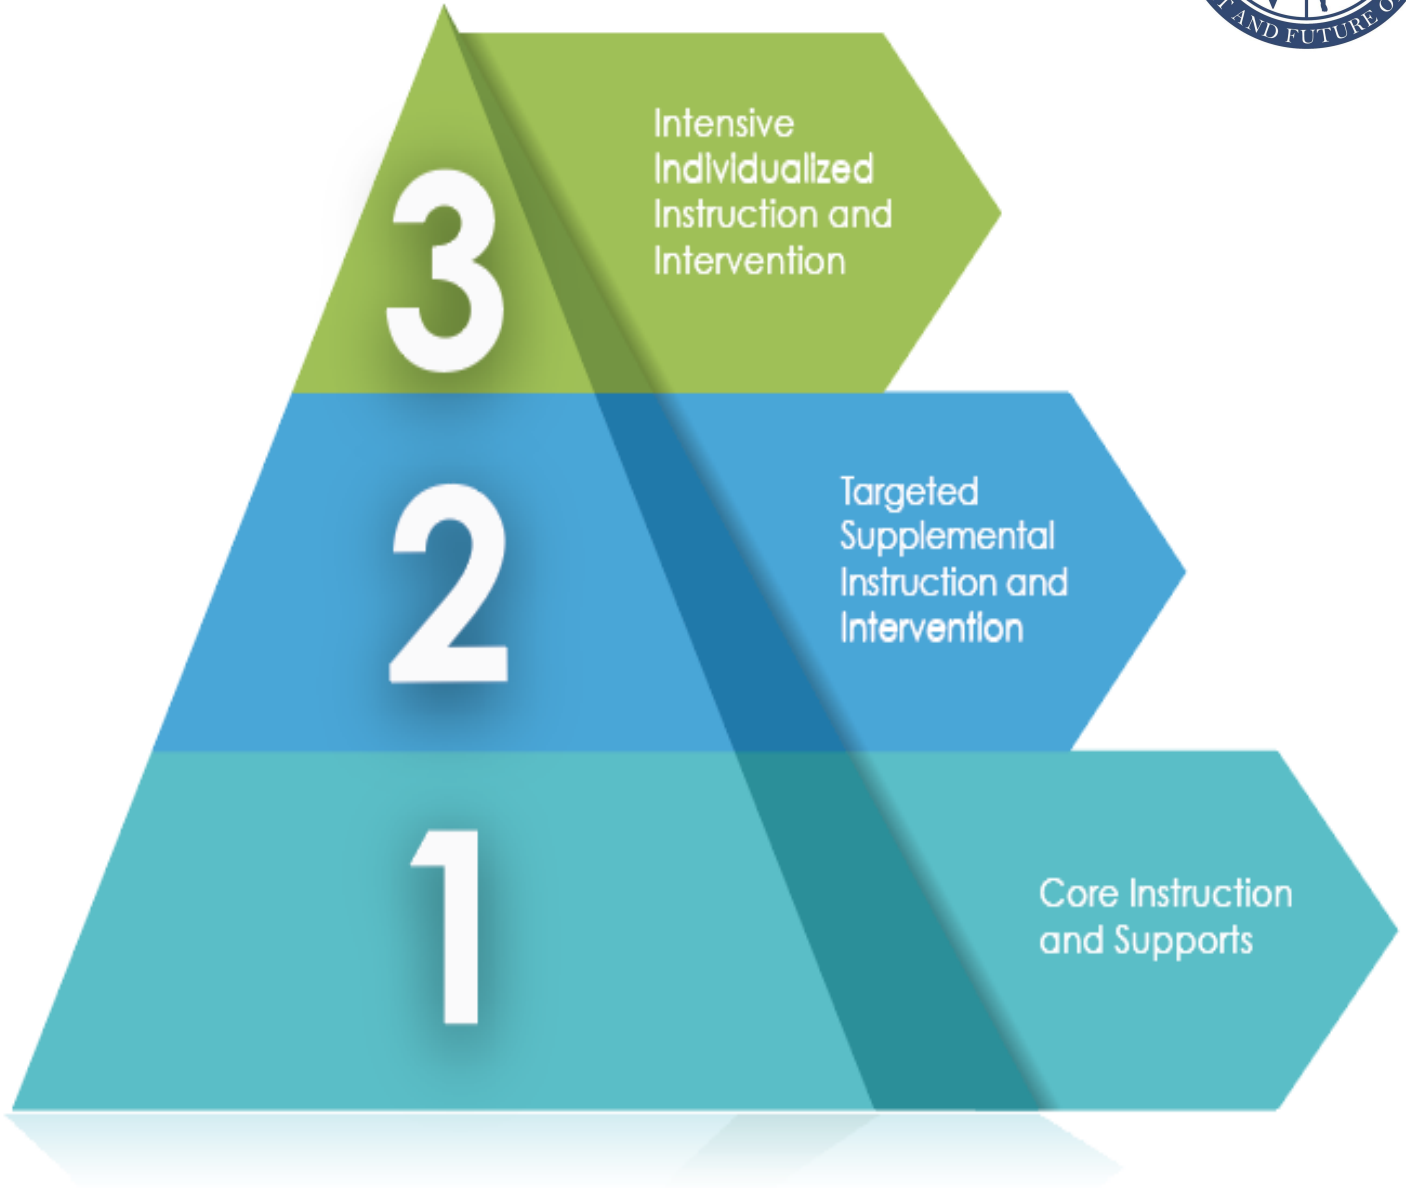 AND FUTURE
3
Intensive
Individualized
Instruction and
Intervention
2
Targeted
Supplemental
Instruction and
Intervention
1
Core Instruction
and Supports